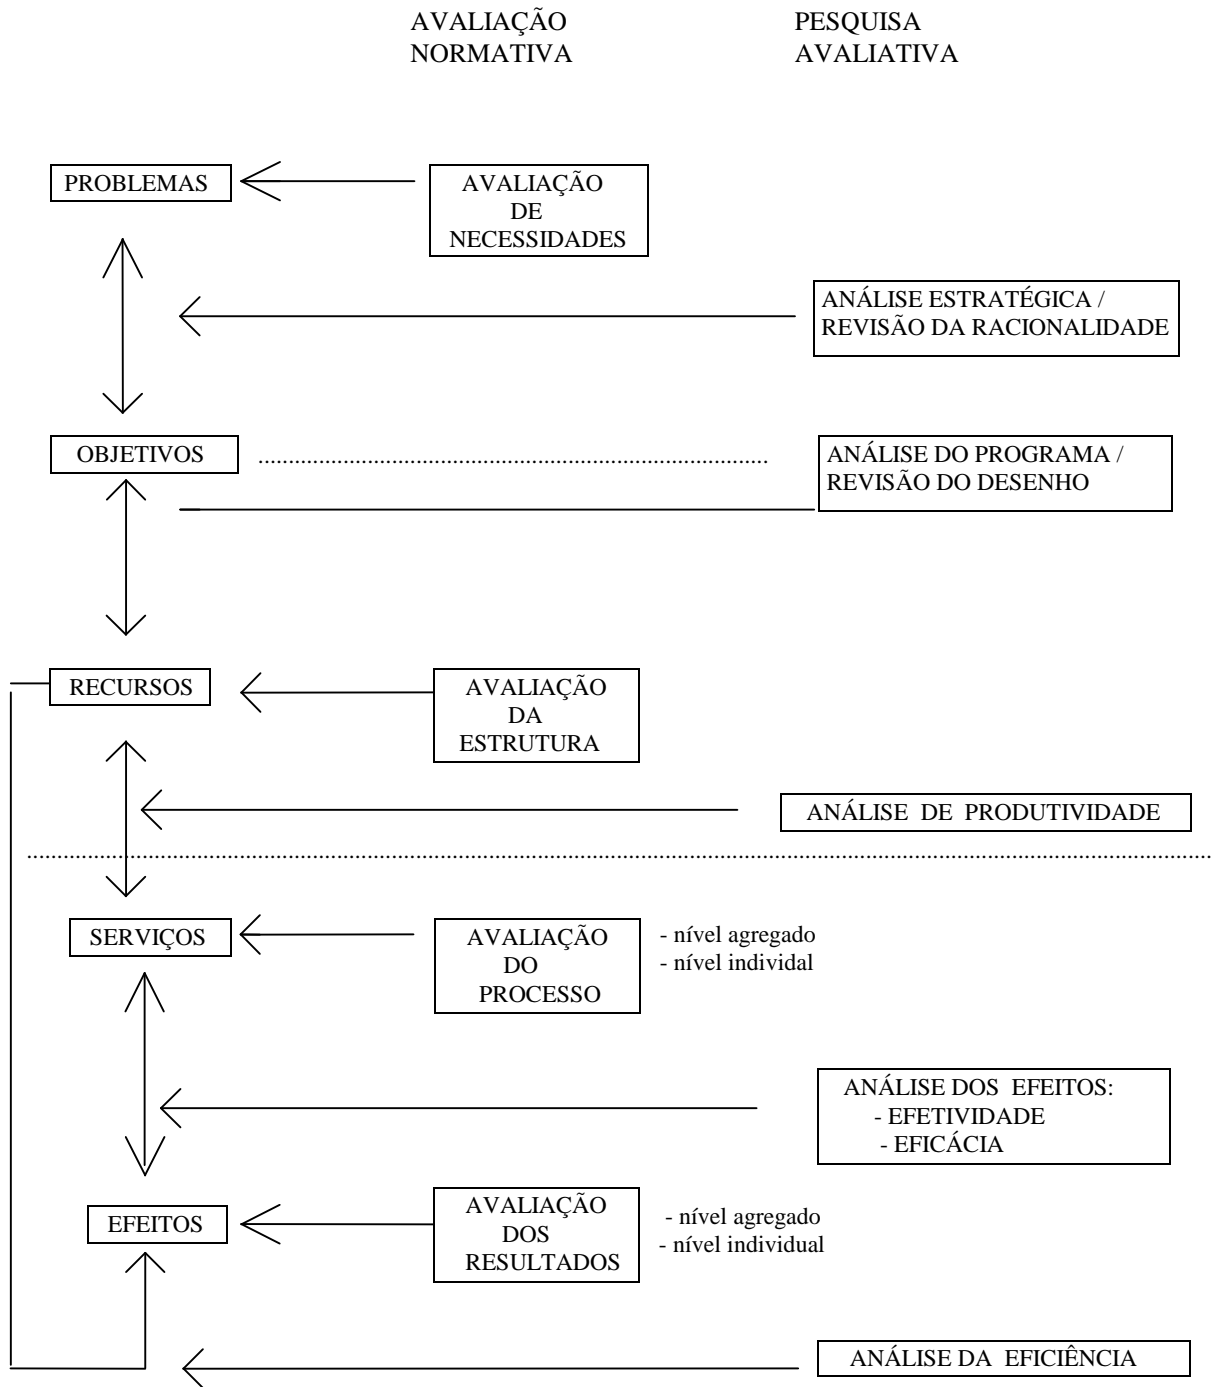 AVALIAÇÃO
NORMATIVA
PESQUISA
AVALIATIVA
PROBLEMAS
AVALIAÇÃO
DE
NECESSIDADES
ANÁLISE ESTRATÉGICA /
REVISÃO DA RACIONALIDADE
OBJETIVOS
ANÁLISE DO PROGRAMA /
REVISÃO DO DESENHO
RECURSOS
AVALIAÇÃO
DA
ESTRUTURA
ANÁLISE DE PRODUTIVIDADE
SERVIÇOS
AVALIAÇÃO
DO
PROCESSO
- nível agregado
- nível individal
ANÁLISE DOS EFEITOS:
- EFETIVIDADE
- EFICÁCIA
EFEITOS
AVALIAÇÃO
DOS
RESULTADOS
- nível agregado
- nível individual
ANÁLISE DA EFICIÊNCIA